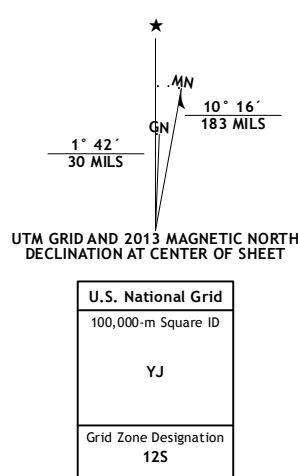 ★
MN
GN
10° 16´
183 MILS
1° 42´
30 MILS
UTM GRID AND 2013 MAGNETIC NORTH
DECLINATION AT CENTER OF SHEET
U.S. National Grid
100,000-m Square ID
YJ
Grid Zone Designation
12S